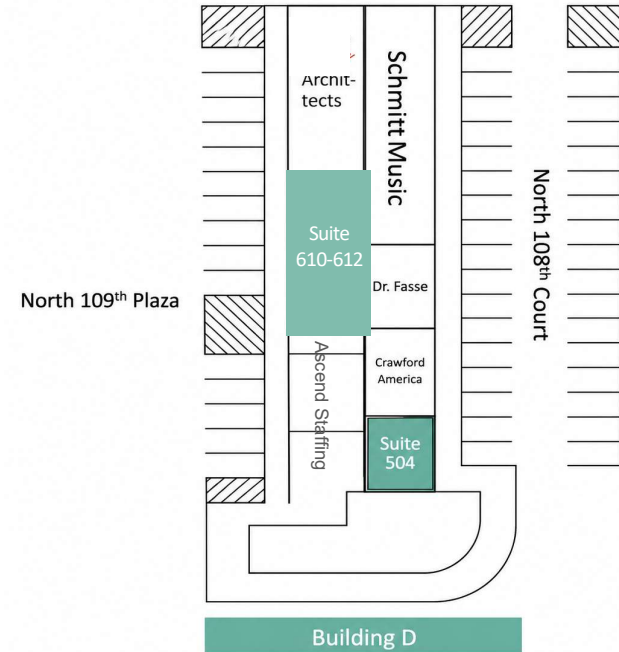 Archit-
tects
Schmitt Music
Suite
610-612
Dr. Fasse
North 109th Plaza
North 108th Court
Ascend Staffing
Crawford
America
Suite
504
Building D